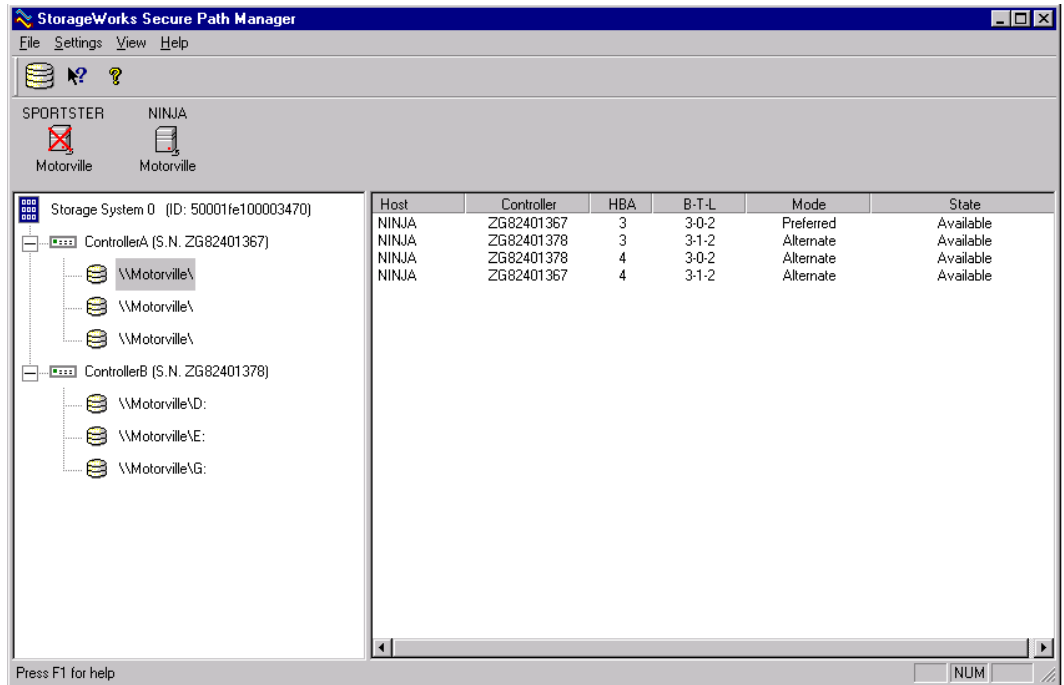 StorageWorks Secure Path Manager
File Settings View Help
SPORTSTER NINJA
Motorville Motorville
Storage System 0 (ID: 50001fe100003470)
ControllerA (S.N. ZG82401367)
\\Motorville\
\\Motorville\
\\Motorville\
ControllerB (S.N. ZG82401378)
\\Motorville\D:
\\Motorville\E:
\\Motorville\G:
Host Controller HBA B-T-L Mode State
NINJA ZG82401367 3 3-0-2 Preferred Available
NINJA ZG82401378 3 3-1-2 Alternate Available
NINJA ZG82401378 4 3-0-2 Alternate Available
NINJA ZG82401367 4 3-1-2 Alternate Available
Press F1 for help NUM